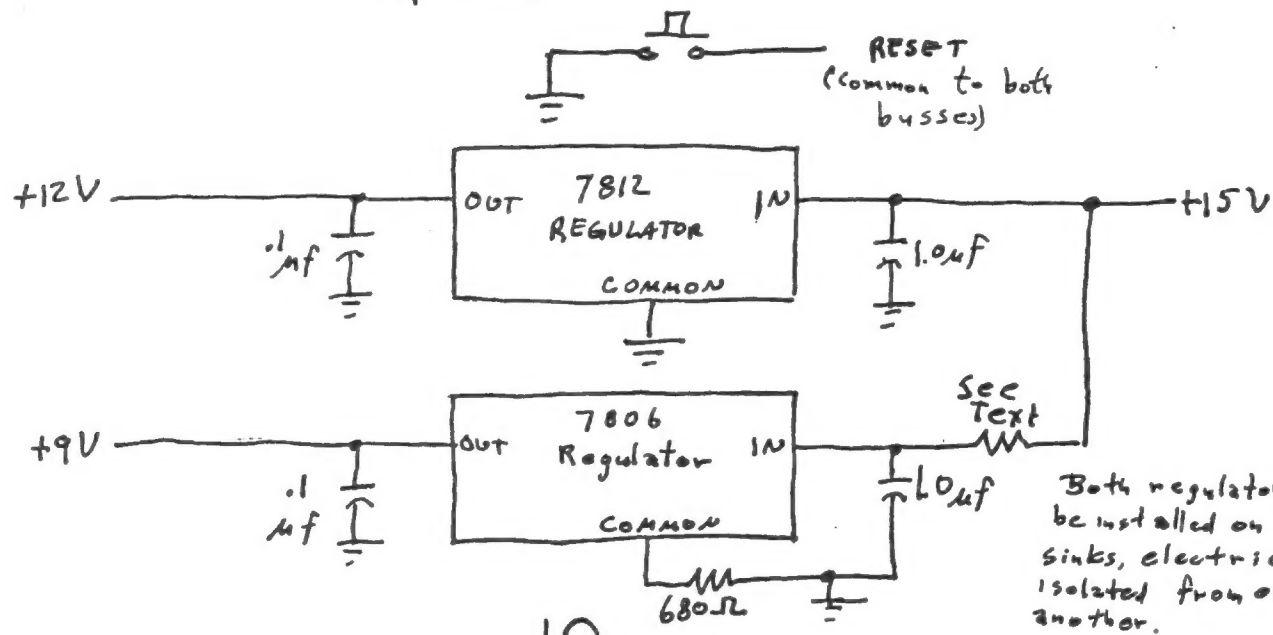 RESET
(common to both
busses)
+12V
OUT
7812
REGULATOR
IN
COMMON
+15V
.1
μf
1.0μf
+9V
OUT
7806
Regulator
IN
COMMON
See
Text
.1
μf
1.0μf
680Ω
Both regulator
be installed on
sinks, electric
isolated from
another.
10